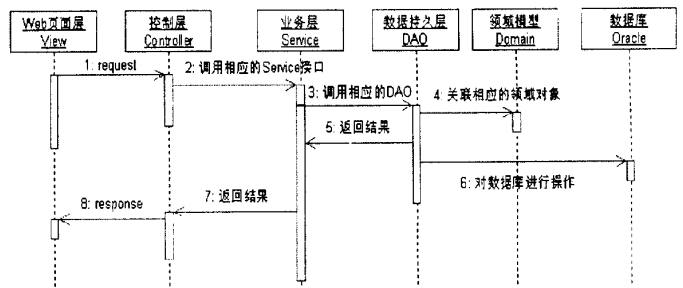 Web页面层
View
控制层
Controller
业务层
Service
数据持久层
DAO
领域模型
Domain
数据库
Oracle
1: request
2: 调用相应的Service接口
3: 调用相应的DAO
4: 关联相应的领域对象
5: 返回结果
6: 对数据库进行操作
7: 返回结果
8: response